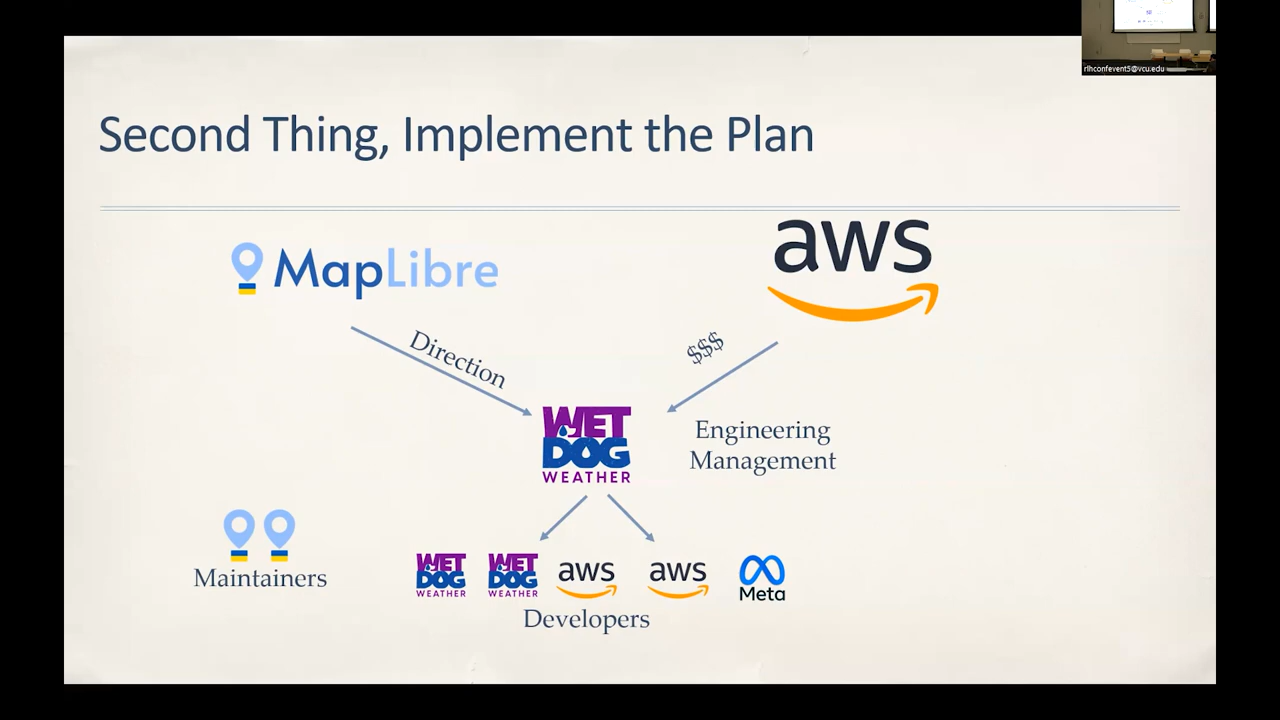 rlhconfevent5@vcu.edu
Second Thing, Implement the Plan
MapLibre
aws
Direction
$$$
WET
DOG
WEATHER
Engineering
Management
Maintainers
WET
DOG
WEATHER
WET
DOG
WEATHER
aws
aws
Meta
Developers